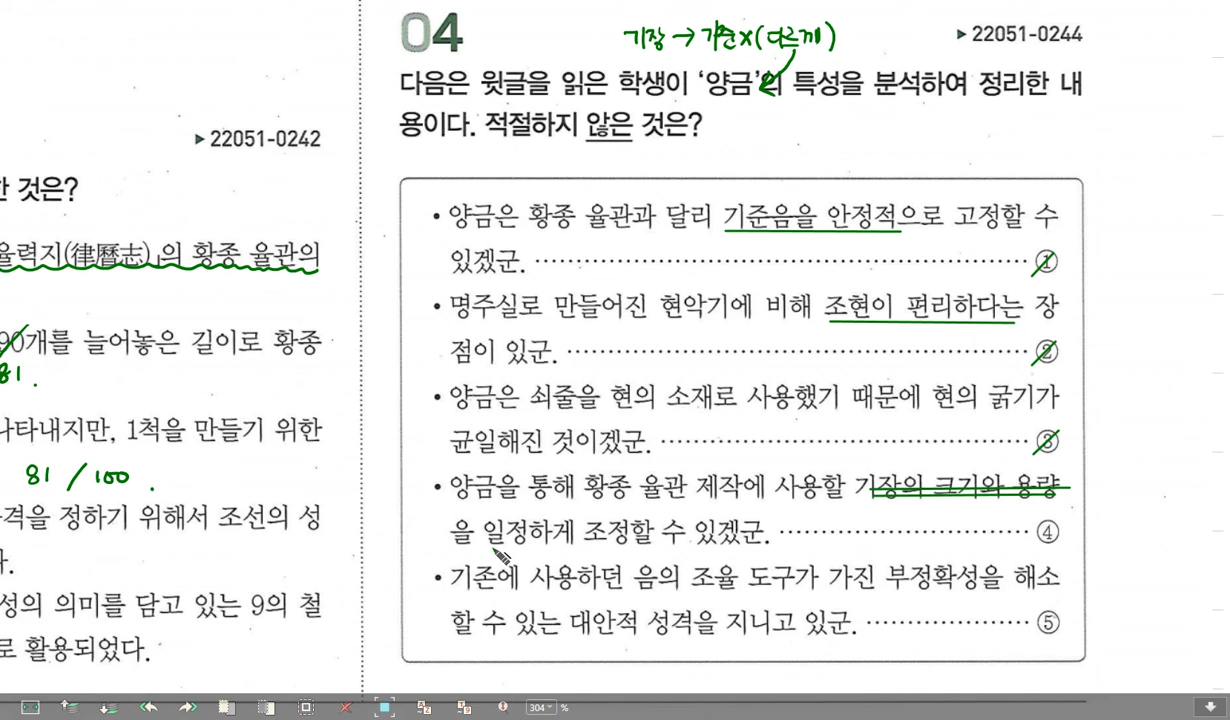 04
기장 → 기준x(다르게)
▶ 22051-0244
다음은 윗글을 읽은 학생이 ‘양금’의 특성을 분석하여 정리한 내
용이다. 적절하지 않은 것은?
• 양금은 황종 율관과 달리 기준음을 안정적으로 고정할 수
있겠군. ①
• 명주실로 만들어진 현악기에 비해 조현이 편리하다는 장
점이 있군. ②
• 양금은 쇠줄을 현의 소재로 사용했기 때문에 현의 굵기가
균일해진 것이겠군. ③
• 양금을 통해 황종 율관 제작에 사용할 기장의 크기와 용량
을 일정하게 조정할 수 있겠군. ④
• 기존에 사용하던 음의 조율 도구가 가진 부정확성을 해소
할 수 있는 대안적 성격을 지니고 있군. ⑤
▶ 22051-0242
한 것은?
율력지(律曆志)」의 황종 율관의
90개를 늘어놓은 길이로 황종
81 .
나타내지만, 1척을 만들기 위한
81 / 100 .
규격을 정하기 위해서 조선의 성
다.
성의 의미를 담고 있는 9의 철
로 활용되었다.
304 %